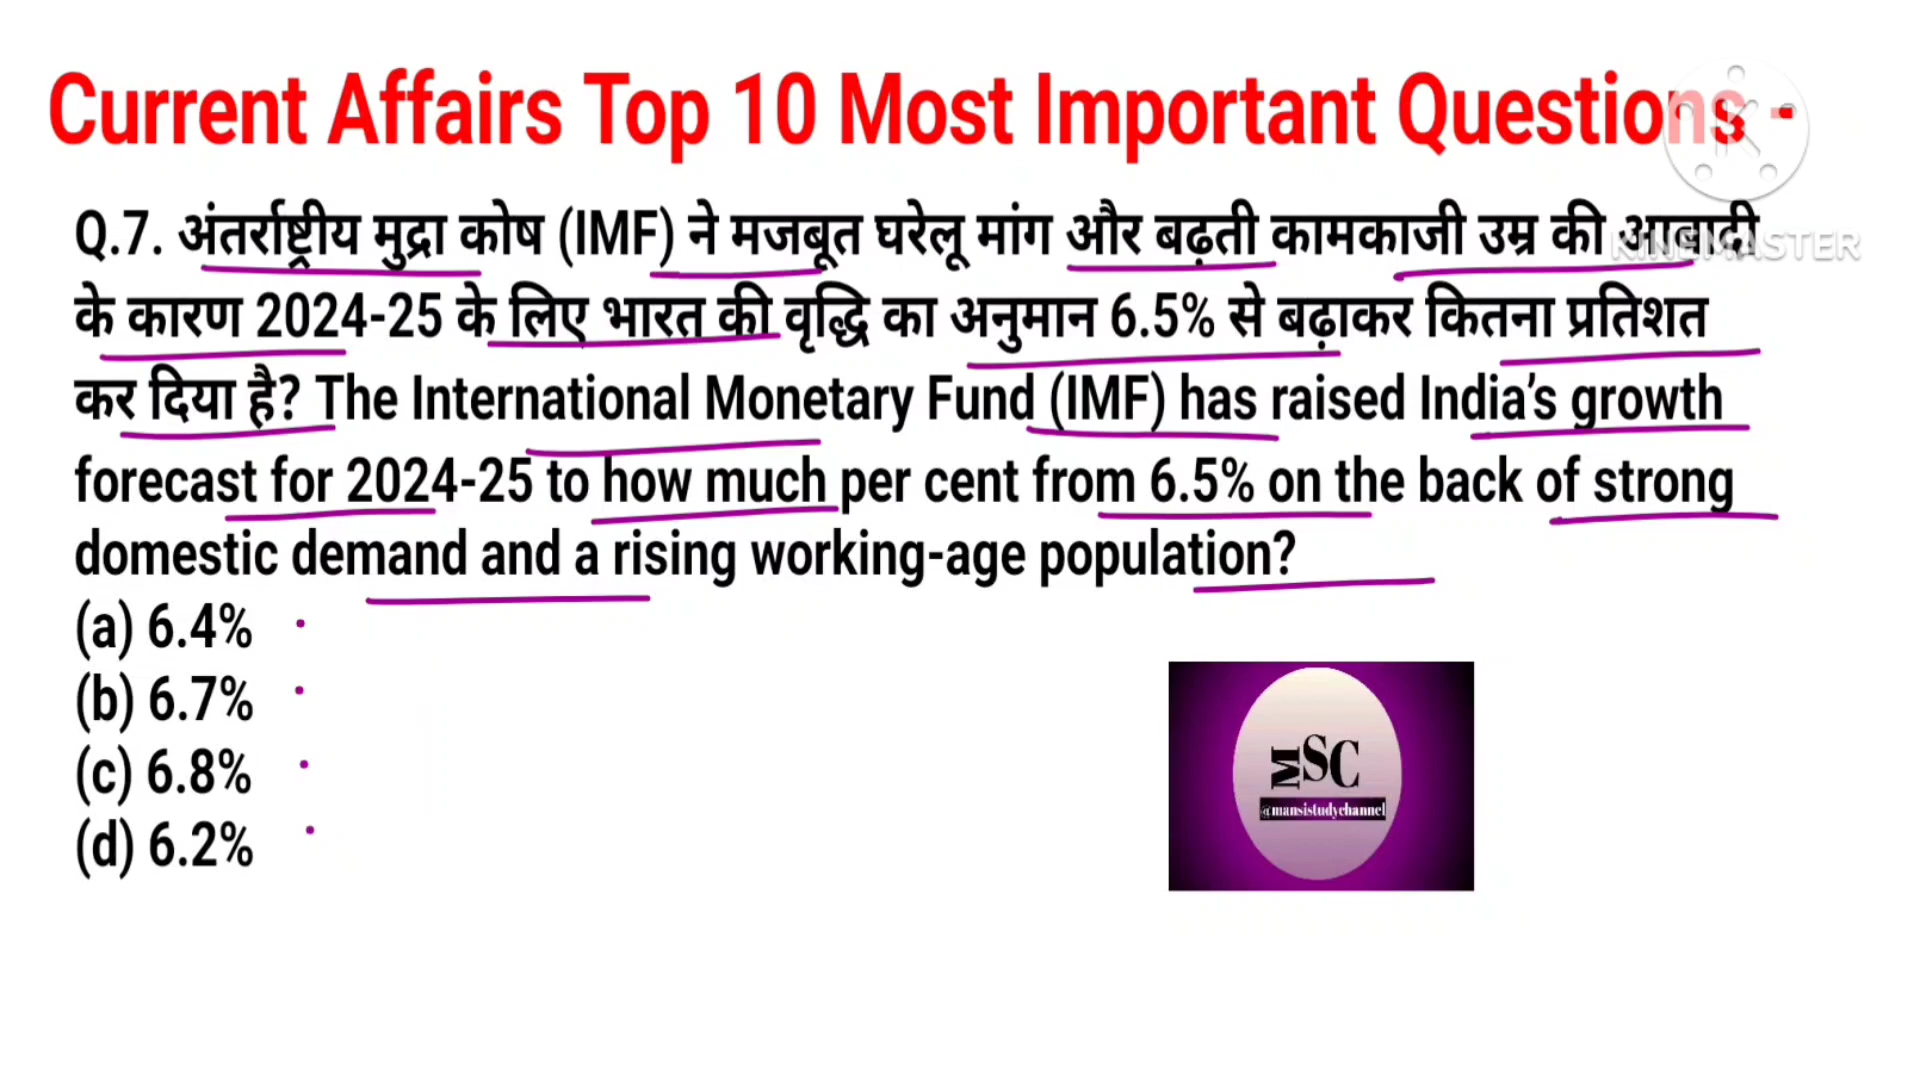 Current Affairs Top 10 Most Important Questions -
Q.7. अंतर्राष्ट्रीय मुद्रा कोष (IMF) ने मजबूत घरेलू मांग और बढ़ती कामकाजी उम्र की आबादी
KINEMASTER
के कारण 2024-25 के लिए भारत की वृद्धि का अनुमान 6.5% से बढ़ाकर कितना प्रतिशत
कर दिया है? The International Monetary Fund (IMF) has raised India’s growth
forecast for 2024-25 to how much per cent from 6.5% on the back of strong
domestic demand and a rising working-age population?
(a) 6.4%
(b) 6.7%
(c) 6.8%
(d) 6.2%
MSC
@mansistudychannel